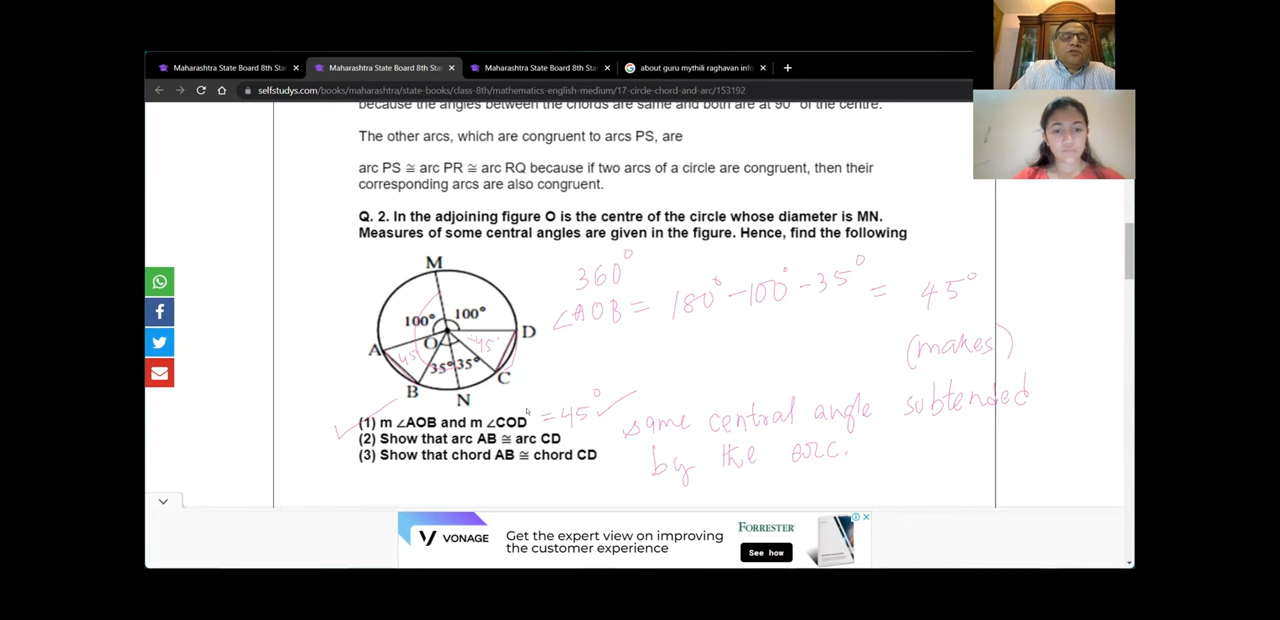 Maharashtra State Board 8th Sta
Maharashtra State Board 8th Sta
Maharashtra State Board 8th Sta
about guru mythili raghavan info
selfstudys.com/books/maharashtra/state-books/class-8th/mathematics-english-medium/17-circle-chord-and-arc/153192
because the angles between the chords are same and both are at 90° of the centre.
The other arcs, which are congruent to arcs PS, are
arc PS ≅ arc PR ≅ arc RQ because if two arcs of a circle are congruent, then their
corresponding arcs are also congruent.
Q. 2. In the adjoining figure O is the centre of the circle whose diameter is MN.
Measures of some central angles are given in the figure. Hence, find the following
M
360°
100° 100°
∠AOB = 180° - 100° - 35° = 45°
O D
A 45° 45°
(makes)
35° 35°
C
B
N
(1) m ∠AOB and m ∠COD = 45°
same central angle subtended
(2) Show that arc AB ≅ arc CD
by the arc.
(3) Show that chord AB ≅ chord CD
VONAGE
Get the expert view on improving
the customer experience
FORRESTER
See how